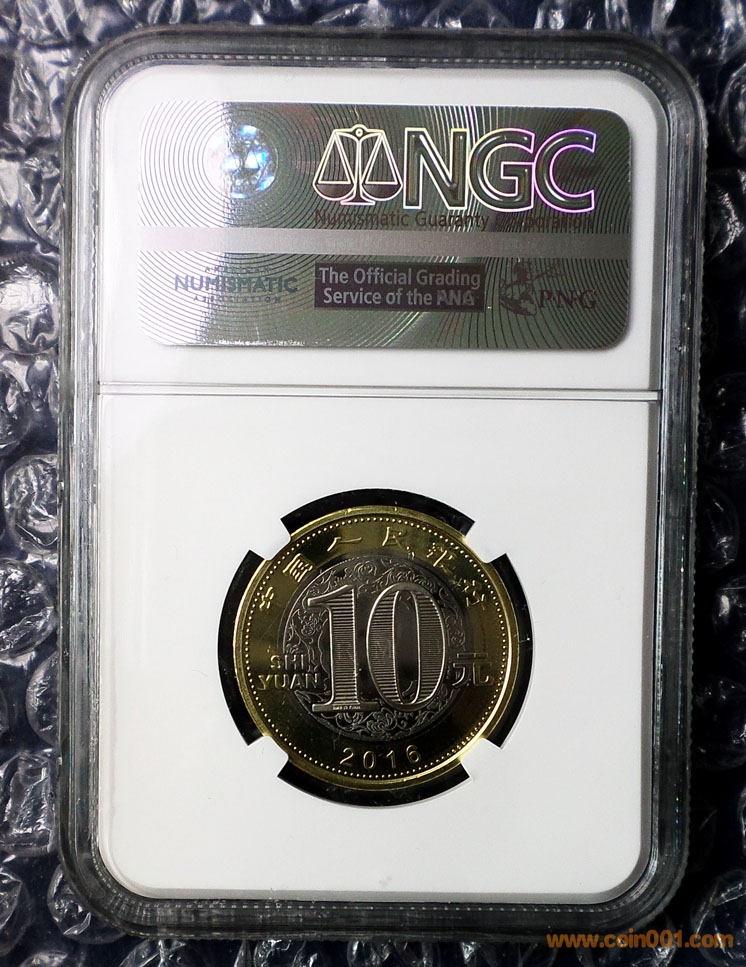 NGC
Numismatic Guaranty Corporation
NUMISMATIC
ASSOCIATION
The Official Grading
Service of the ANA
PNG
中国人民银行
10
SHI
YUAN
元
2016
www.coin001.com